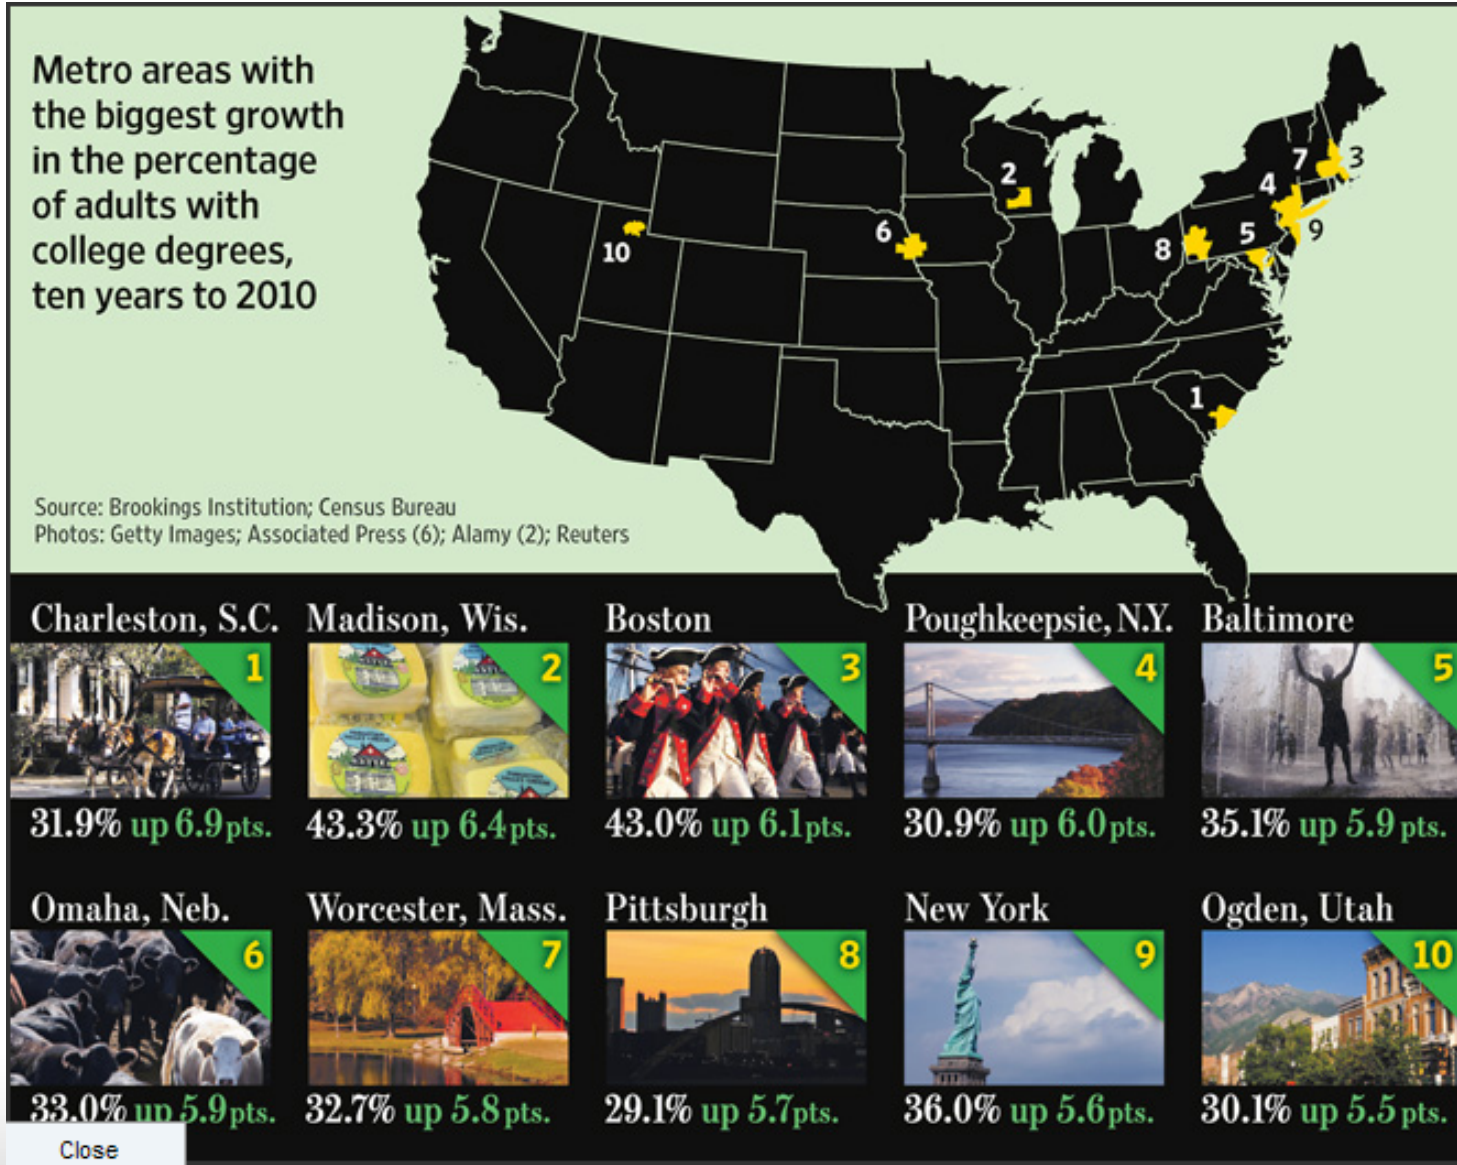 Metro areas with
the biggest growth
in the percentage
of adults with
college degrees,
ten years to 2010
1
2
3
4
5
6
7
8
9
10
Source: Brookings Institution; Census Bureau
Photos: Getty Images; Associated Press (6); Alamy (2); Reuters
Charleston, S.C.
1
31.9% up 6.9 pts.
Madison, Wis.
2
43.3% up 6.4 pts.
Boston
3
43.0% up 6.1 pts.
Poughkeepsie, N.Y.
4
30.9% up 6.0 pts.
Baltimore
5
35.1% up 5.9 pts.
Omaha, Neb.
6
33.0% up 5.9 pts.
Worcester, Mass.
7
32.7% up 5.8 pts.
Pittsburgh
8
29.1% up 5.7 pts.
New York
9
36.0% up 5.6 pts.
Ogden, Utah
10
30.1% up 5.5 pts.
Close